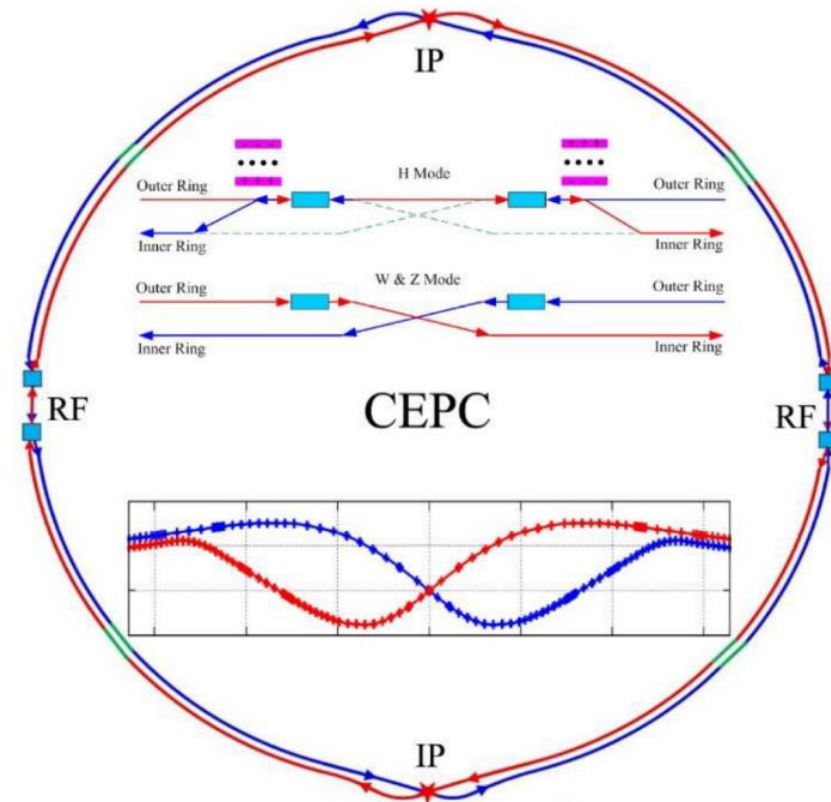 IP
H Mode
Outer Ring
Outer Ring
Inner Ring
Inner Ring
W & Z Mode
Outer Ring
Outer Ring
Inner Ring
Inner Ring
RF
CEPC
RF
IP